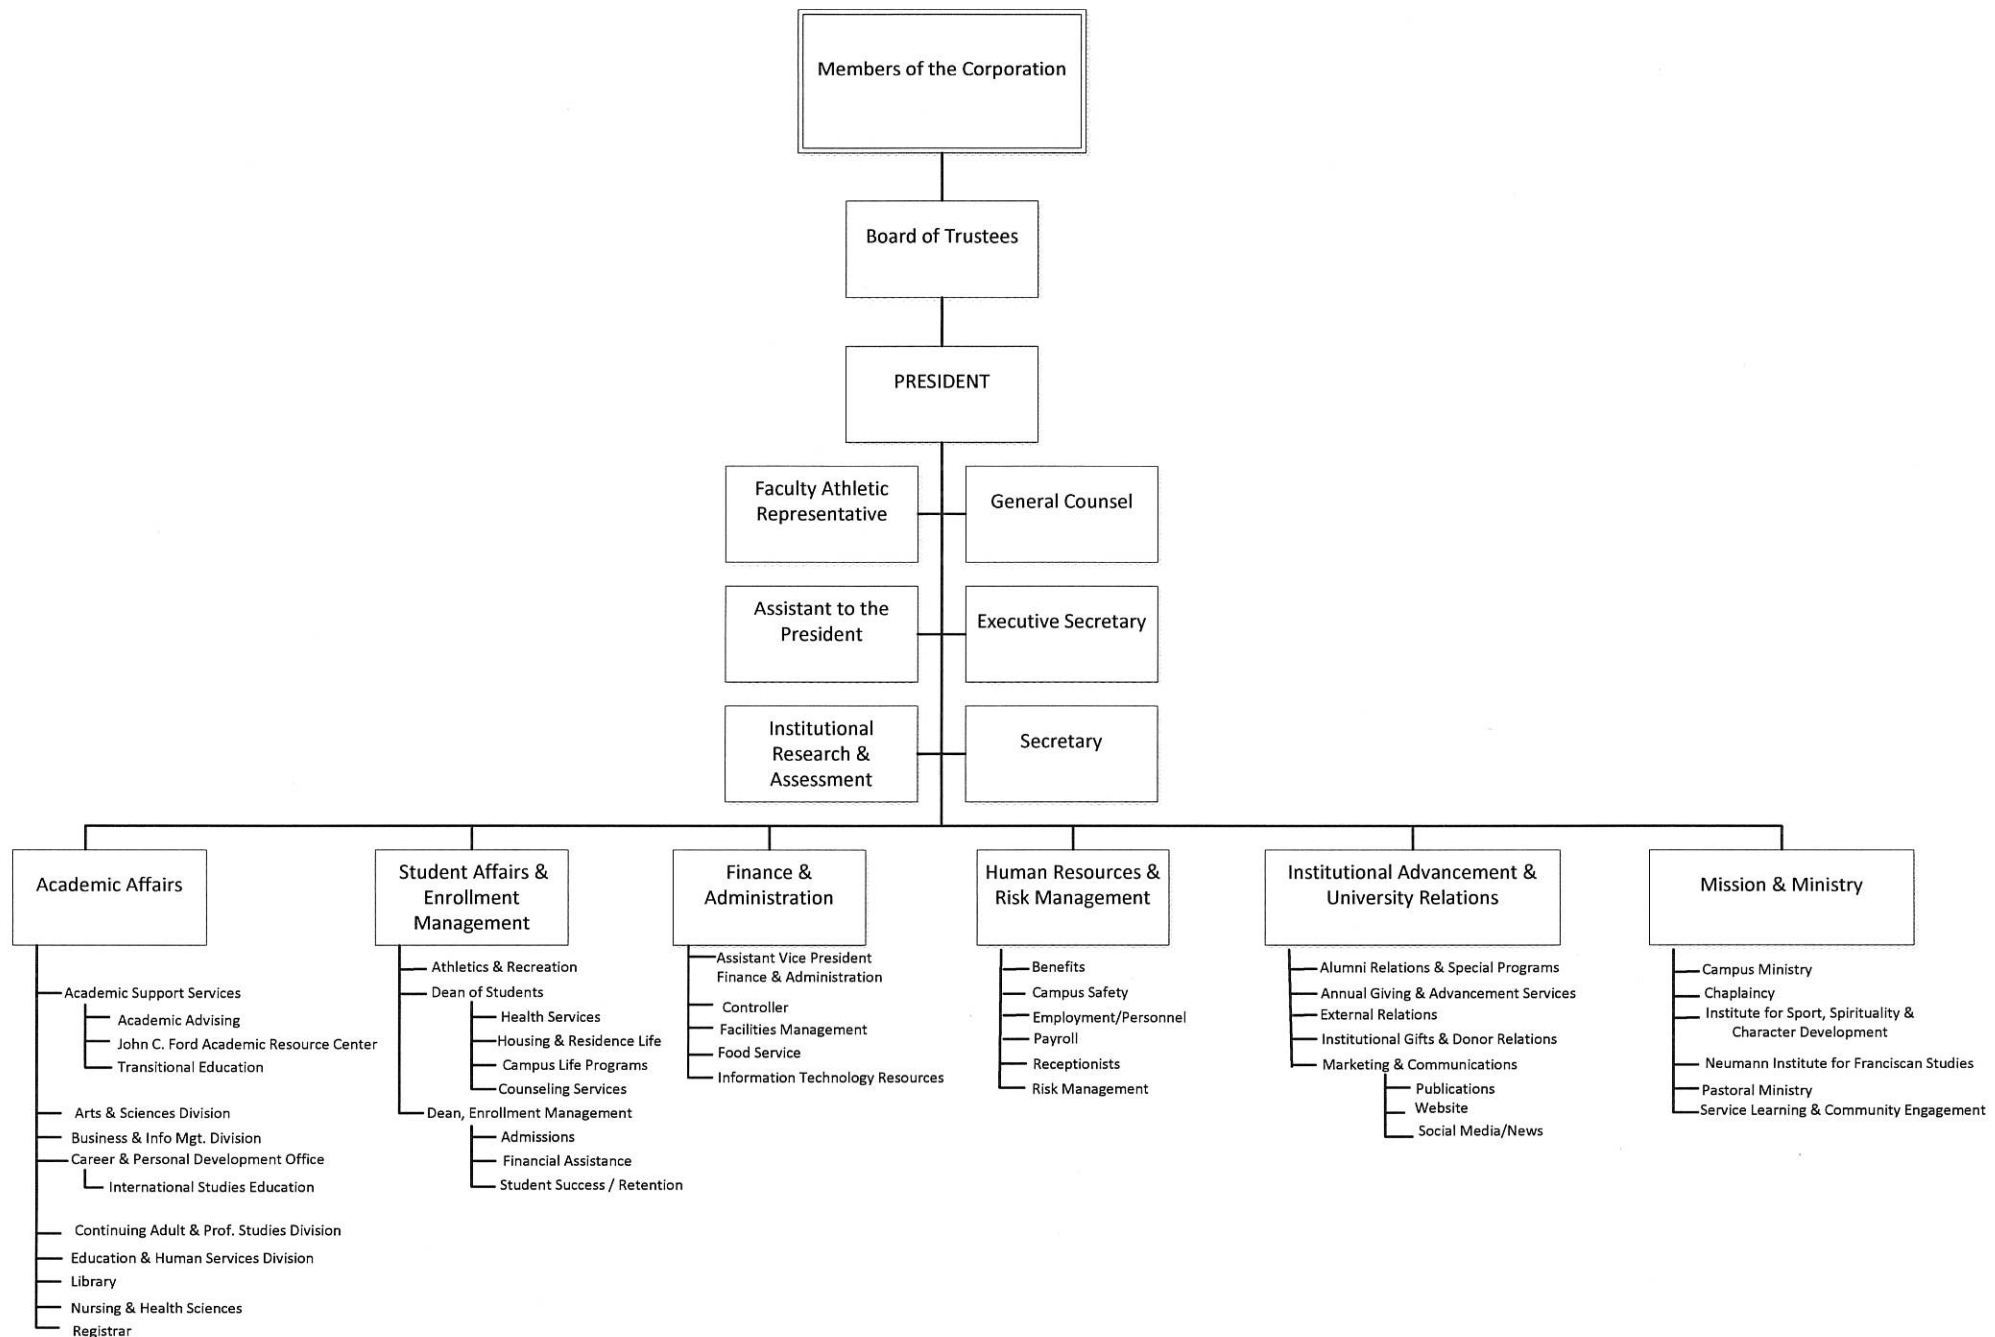 Members of the Corporation
Board of Trustees
PRESIDENT
Faculty Athletic
Representative
General Counsel
Assistant to the
President
Executive Secretary
Institutional
Research &
Assessment
Secretary
Academic Affairs
Academic Support Services
Academic Advising
John C. Ford Academic Resource Center
Transitional Education
Arts & Sciences Division
Business & Info Mgt. Division
Career & Personal Development Office
International Studies Education
Continuing Adult & Prof. Studies Division
Education & Human Services Division
Library
Nursing & Health Sciences
Registrar
Student Affairs &
Enrollment
Management
Athletics & Recreation
Dean of Students
Health Services
Housing & Residence Life
Campus Life Programs
Counseling Services
Dean, Enrollment Management
Admissions
Financial Assistance
Student Success / Retention
Finance &
Administration
Assistant Vice President
Finance & Administration
Controller
Facilities Management
Food Service
Information Technology Resources
Human Resources &
Risk Management
Benefits
Campus Safety
Employment/Personnel
Payroll
Receptionists
Risk Management
Institutional Advancement &
University Relations
Alumni Relations & Special Programs
Annual Giving & Advancement Services
External Relations
Institutional Gifts & Donor Relations
Marketing & Communications
Publications
Website
Social Media/News
Mission & Ministry
Campus Ministry
Chaplaincy
Institute for Sport, Spirituality &
Character Development
Neumann Institute for Franciscan Studies
Pastoral Ministry
Service Learning & Community Engagement